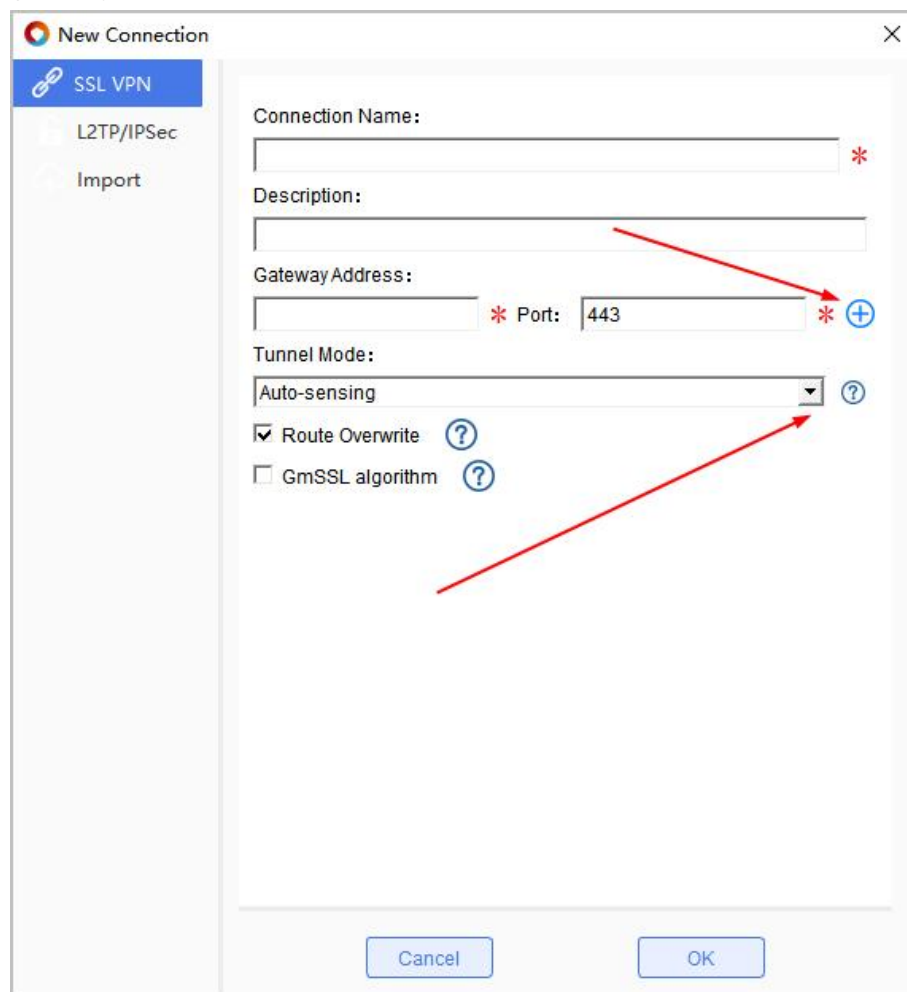 New Connection
SSL VPN
L2TP/IPSec
Import
Connection Name:
*
Description:
Gateway Address:
* Port: 443 *
Tunnel Mode:
Auto-sensing
Route Overwrite
GmSSL algorithm
Cancel OK